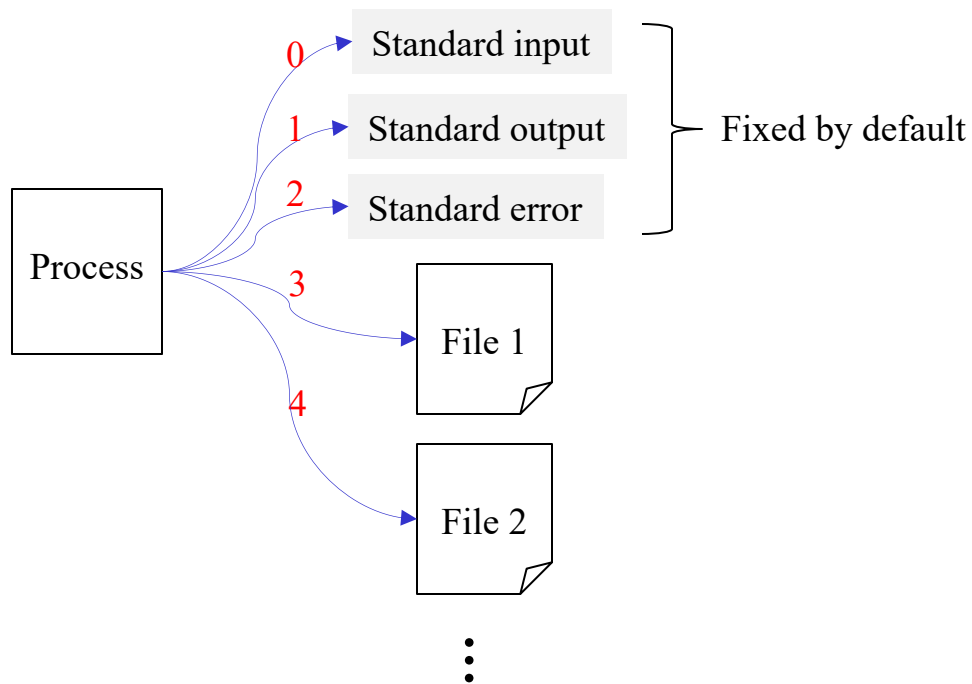 0
Standard input
1
Standard output
Fixed by default
2
Standard error
Process
3
File 1
4
File 2